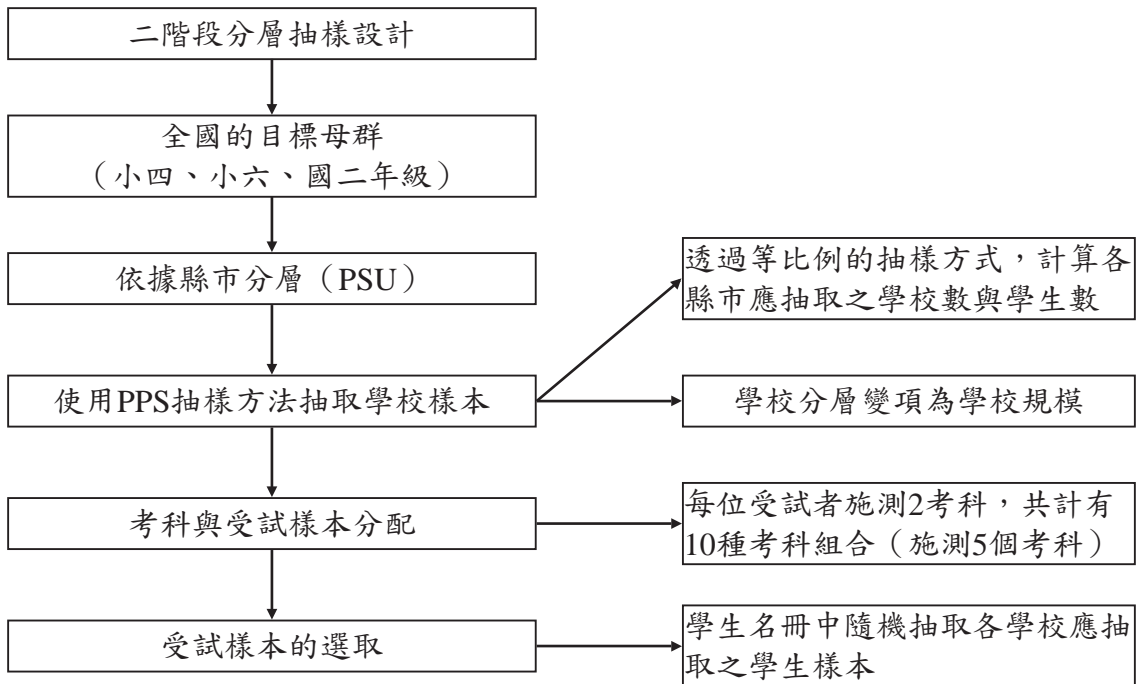 二階段分層抽樣設計
全國的目標母群
（小四、小六、國二年級）
依據縣市分層（PSU）
透過等比例的抽樣方式，計算各
縣市應抽取之學校數與學生數
使用PPS抽樣方法抽取學校樣本
學校分層變項為學校規模
考科與受試樣本分配
每位受試者施測2考科，共計有
10種考科組合（施測5個考科）
受試樣本的選取
學生名冊中隨機抽取各學校應抽
取之學生樣本